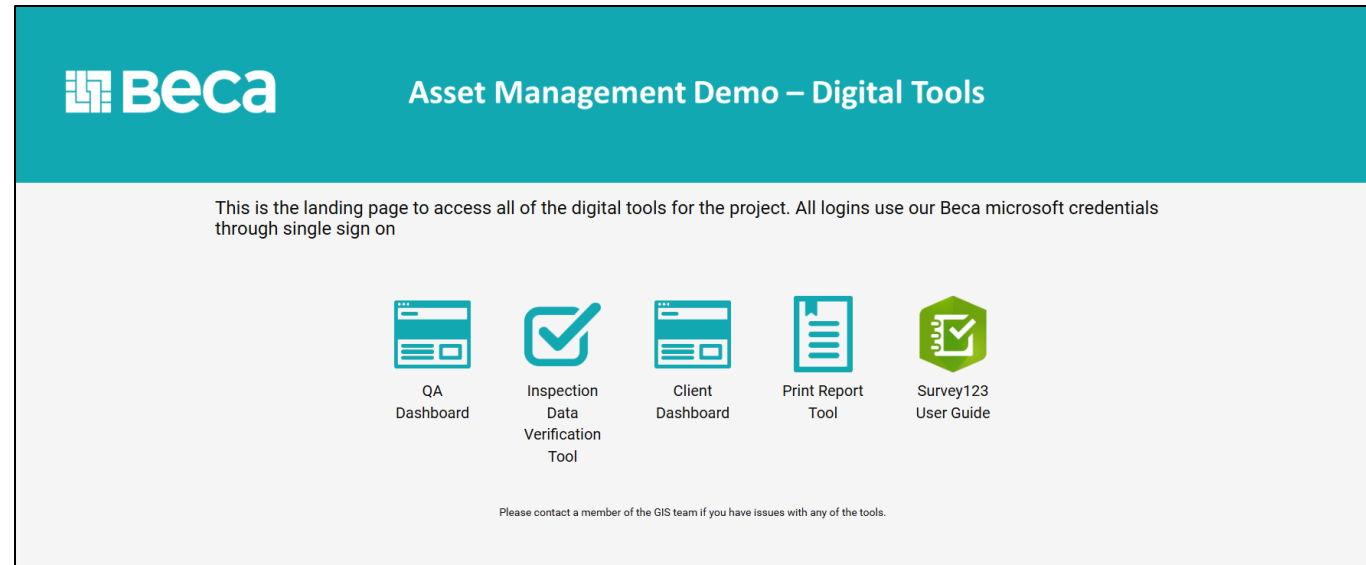 Beca
Asset Management Demo – Digital Tools
This is the landing page to access all of the digital tools for the project. All logins use our Beca microsoft credentials
through single sign on
QA
Dashboard
Inspection
Data
Verification
Tool
Client
Dashboard
Print Report
Tool
Survey123
User Guide
Please contact a member of the GIS team if you have issues with any of the tools.